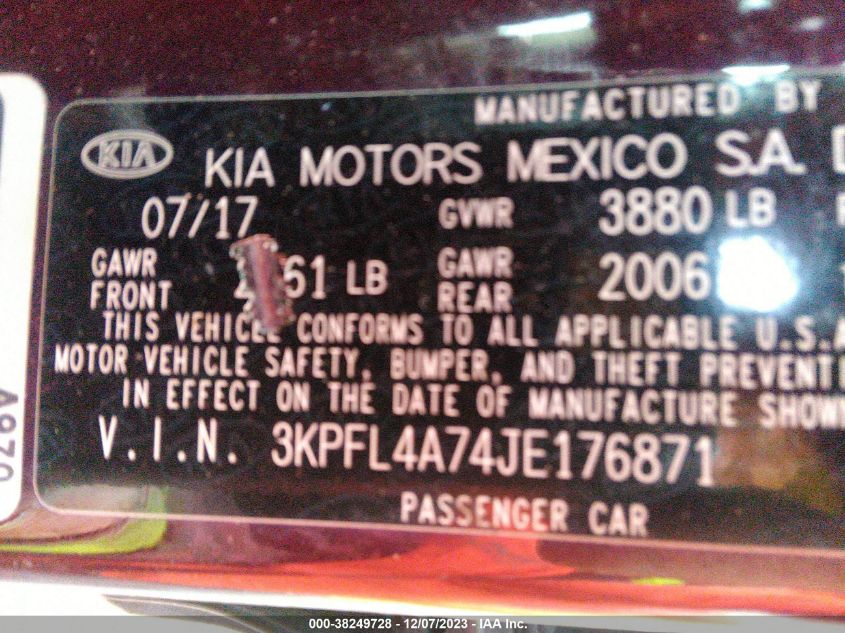 MANUFACTURED BY
KIA KIA MOTORS MEXICO S.A.
07/17 GVWR 3880 LB
GAWR FRONT 61 LB GAWR REAR 2006
THIS VEHICLE CONFORMS TO ALL APPLICABLE U.S.A
MOTOR VEHICLE SAFETY, BUMPER, AND THEFT PREVENTI
IN EFFECT ON THE DATE OF MANUFACTURE SHOWN
V.I.N. 3KPFL4A74JE176871
PASSENGER CAR
000-38249728 - 12/07/2023 - IAA Inc.